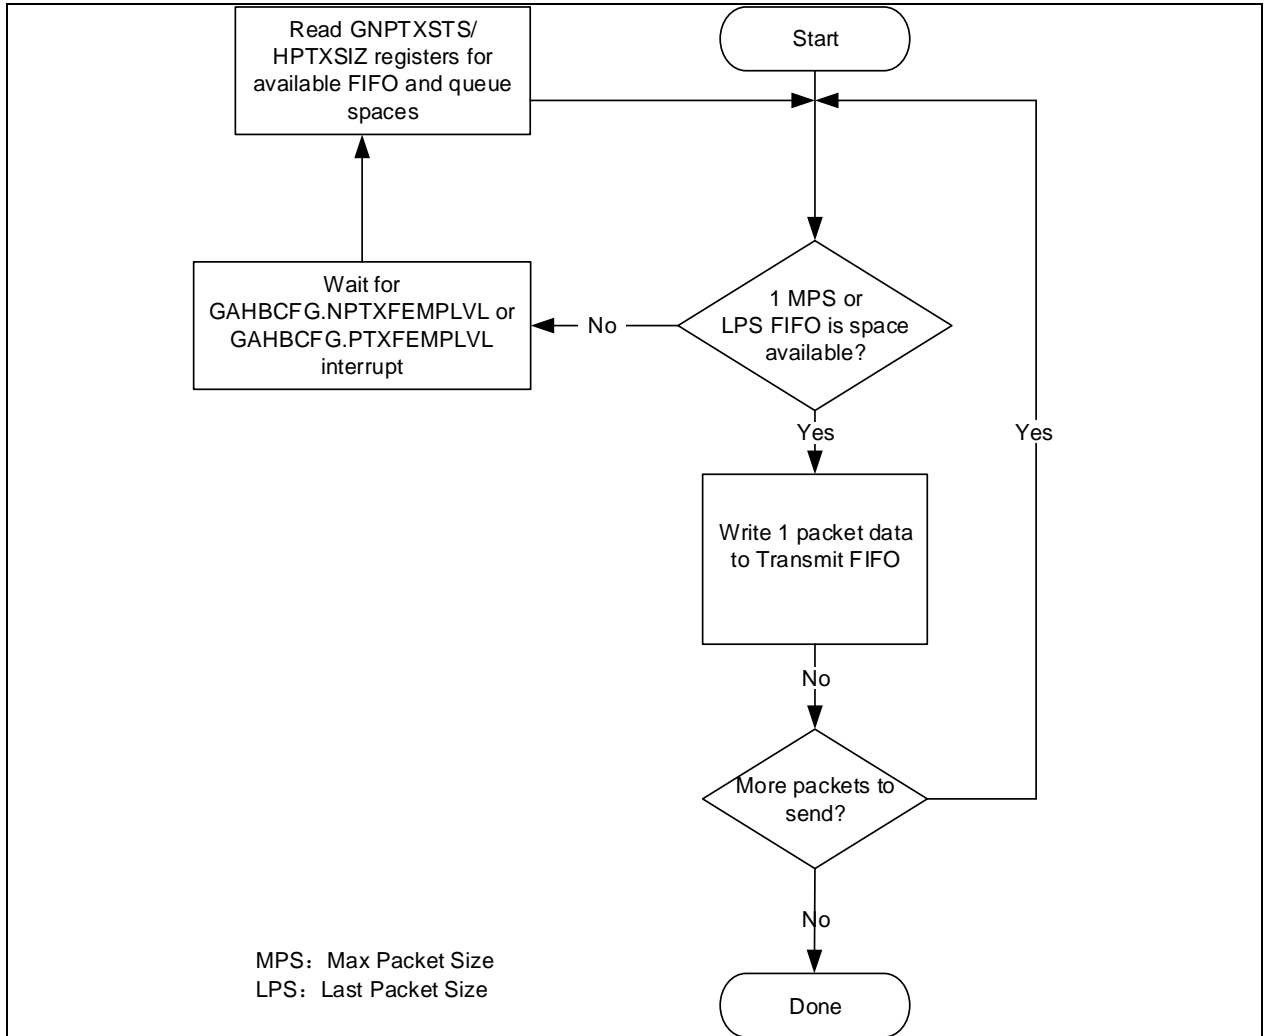 Read GNPTXSTS/
HPTXSIZ registers for
available FIFO and queue
spaces
Start
Wait for
GAHBCFG.NPTXFEMPLVL or
GAHBCFG.PTXFEMPLVL
interrupt
No
1 MPS or
LPS FIFO is space
available?
Yes
Yes
Write 1 packet data
to Transmit FIFO
No
More packets to
send?
No
MPS：Max Packet Size
LPS：Last Packet Size
Done